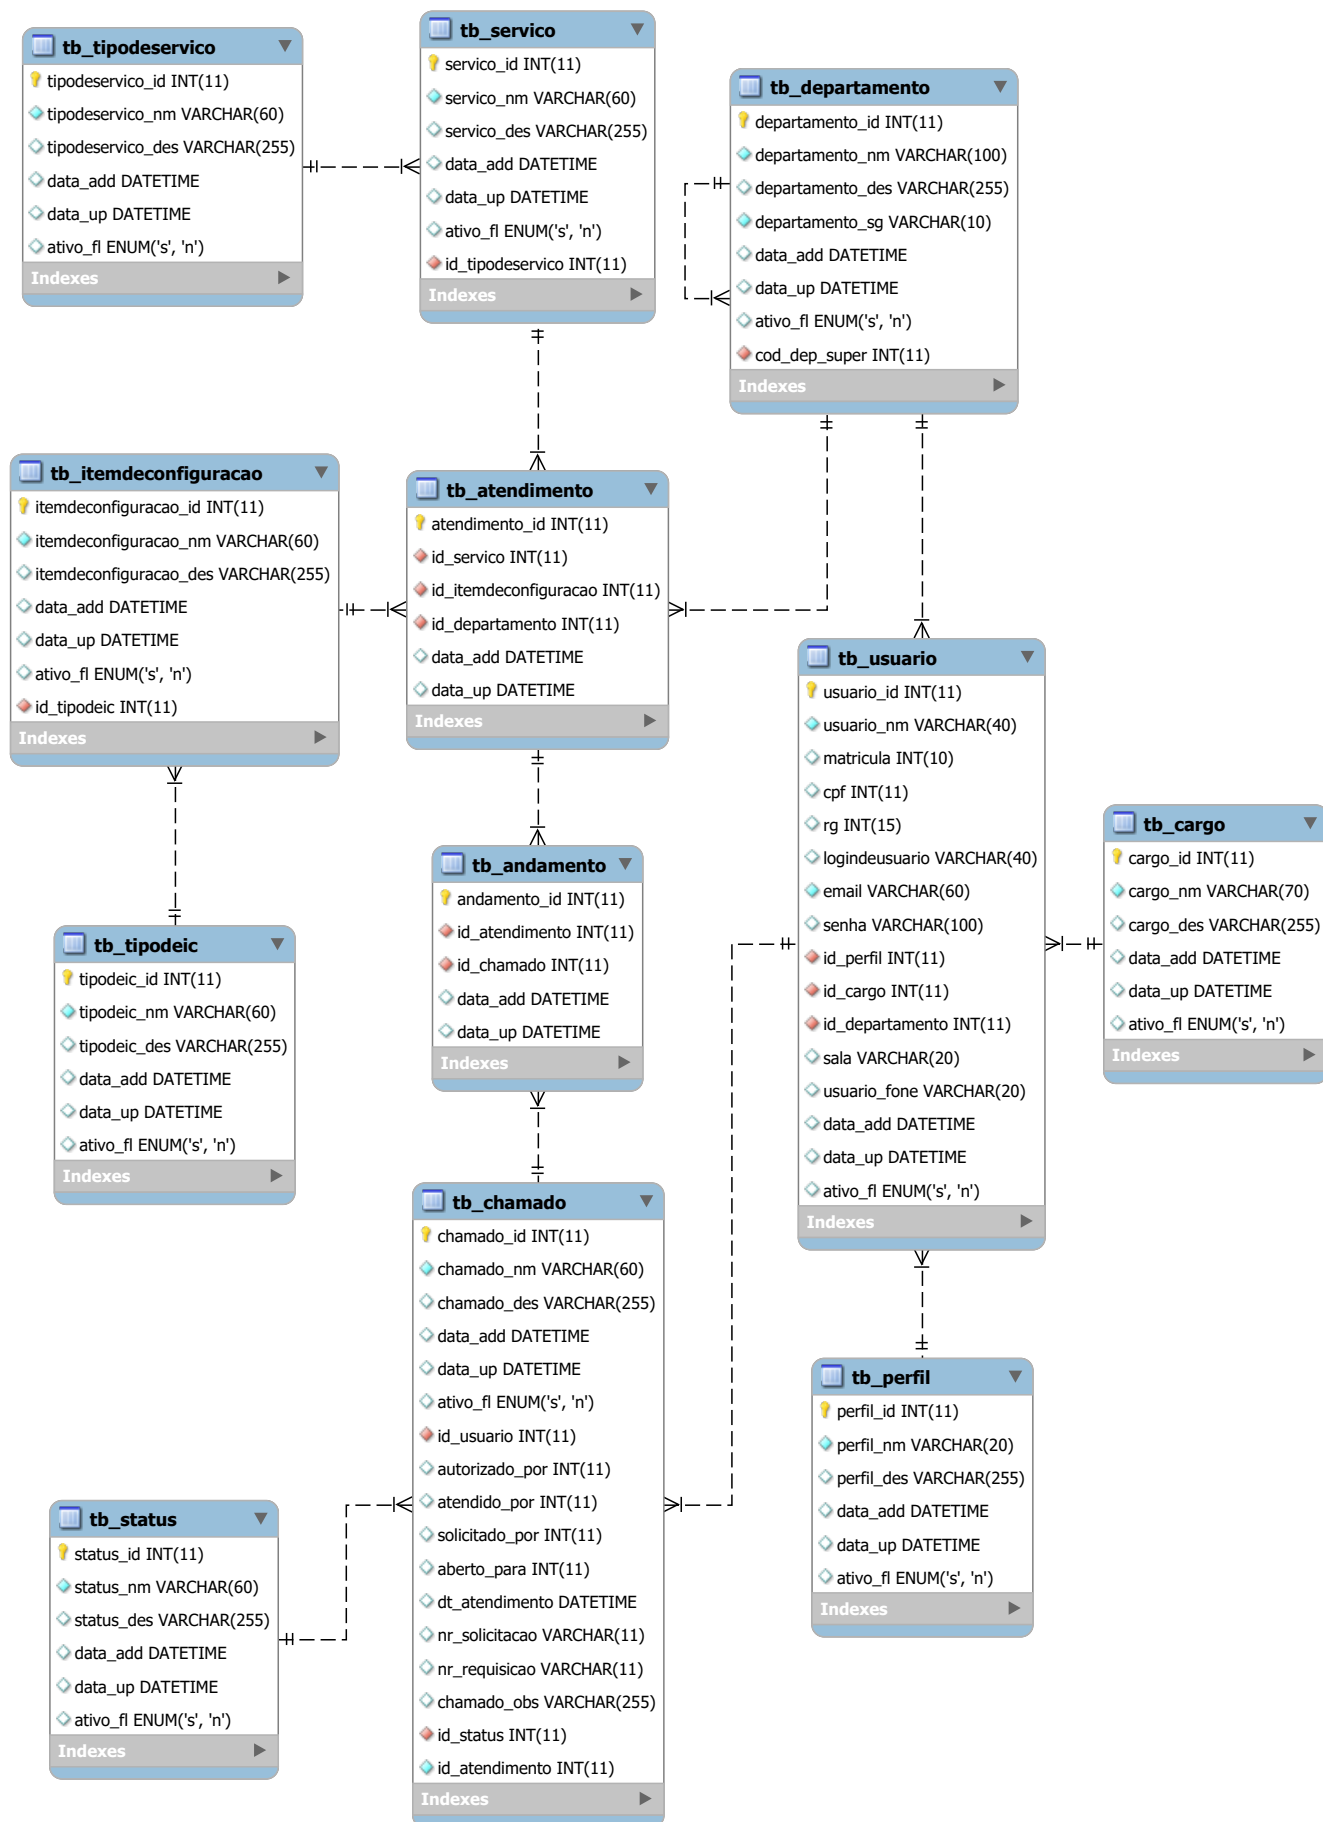 tb_tipodeservico
tipodeservico_id INT(11)
tipodeservico_nm VARCHAR(60)
tipodeservico_des VARCHAR(255)
data_add DATETIME
data_up DATETIME
ativo_fl ENUM('s', 'n')
Indexes
tb_servico
servico_id INT(11)
servico_nm VARCHAR(60)
servico_des VARCHAR(255)
data_add DATETIME
data_up DATETIME
ativo_fl ENUM('s', 'n')
id_tipodeservico INT(11)
Indexes
tb_departamento
departamento_id INT(11)
departamento_nm VARCHAR(100)
departamento_des VARCHAR(255)
departamento_sg VARCHAR(10)
data_add DATETIME
data_up DATETIME
ativo_fl ENUM('s', 'n')
cod_dep_super INT(11)
Indexes
tb_itemdeconfiguracao
itemdeconfiguracao_id INT(11)
itemdeconfiguracao_nm VARCHAR(60)
itemdeconfiguracao_des VARCHAR(255)
data_add DATETIME
data_up DATETIME
ativo_fl ENUM('s', 'n')
id_tipodeic INT(11)
Indexes
tb_atendimento
atendimento_id INT(11)
id_servico INT(11)
id_itemdeconfiguracao INT(11)
id_departamento INT(11)
data_add DATETIME
data_up DATETIME
Indexes
tb_usuario
usuario_id INT(11)
usuario_nm VARCHAR(40)
matricula INT(10)
cpf INT(11)
rg INT(15)
logindeusuario VARCHAR(40)
email VARCHAR(60)
senha VARCHAR(100)
id_perfil INT(11)
id_cargo INT(11)
id_departamento INT(11)
sala VARCHAR(20)
usuario_fone VARCHAR(20)
data_add DATETIME
data_up DATETIME
ativo_fl ENUM('s', 'n')
Indexes
tb_cargo
cargo_id INT(11)
cargo_nm VARCHAR(70)
cargo_des VARCHAR(255)
data_add DATETIME
data_up DATETIME
ativo_fl ENUM('s', 'n')
Indexes
tb_andamento
andamento_id INT(11)
id_atendimento INT(11)
id_chamado INT(11)
data_add DATETIME
data_up DATETIME
Indexes
tb_tipodeic
tipodeic_id INT(11)
tipodeic_nm VARCHAR(60)
tipodeic_des VARCHAR(255)
data_add DATETIME
data_up DATETIME
ativo_fl ENUM('s', 'n')
Indexes
tb_chamado
chamado_id INT(11)
chamado_nm VARCHAR(60)
chamado_des VARCHAR(255)
data_add DATETIME
data_up DATETIME
ativo_fl ENUM('s', 'n')
id_usuario INT(11)
autorizado_por INT(11)
atendido_por INT(11)
solicitado_por INT(11)
aberto_para INT(11)
dt_atendimento DATETIME
nr_solicitacao VARCHAR(11)
nr_requisicao VARCHAR(11)
chamado_obs VARCHAR(255)
id_status INT(11)
id_atendimento INT(11)
Indexes
tb_perfil
perfil_id INT(11)
perfil_nm VARCHAR(20)
perfil_des VARCHAR(255)
data_add DATETIME
data_up DATETIME
ativo_fl ENUM('s', 'n')
Indexes
tb_status
status_id INT(11)
status_nm VARCHAR(60)
status_des VARCHAR(255)
data_add DATETIME
data_up DATETIME
ativo_fl ENUM('s', 'n')
Indexes